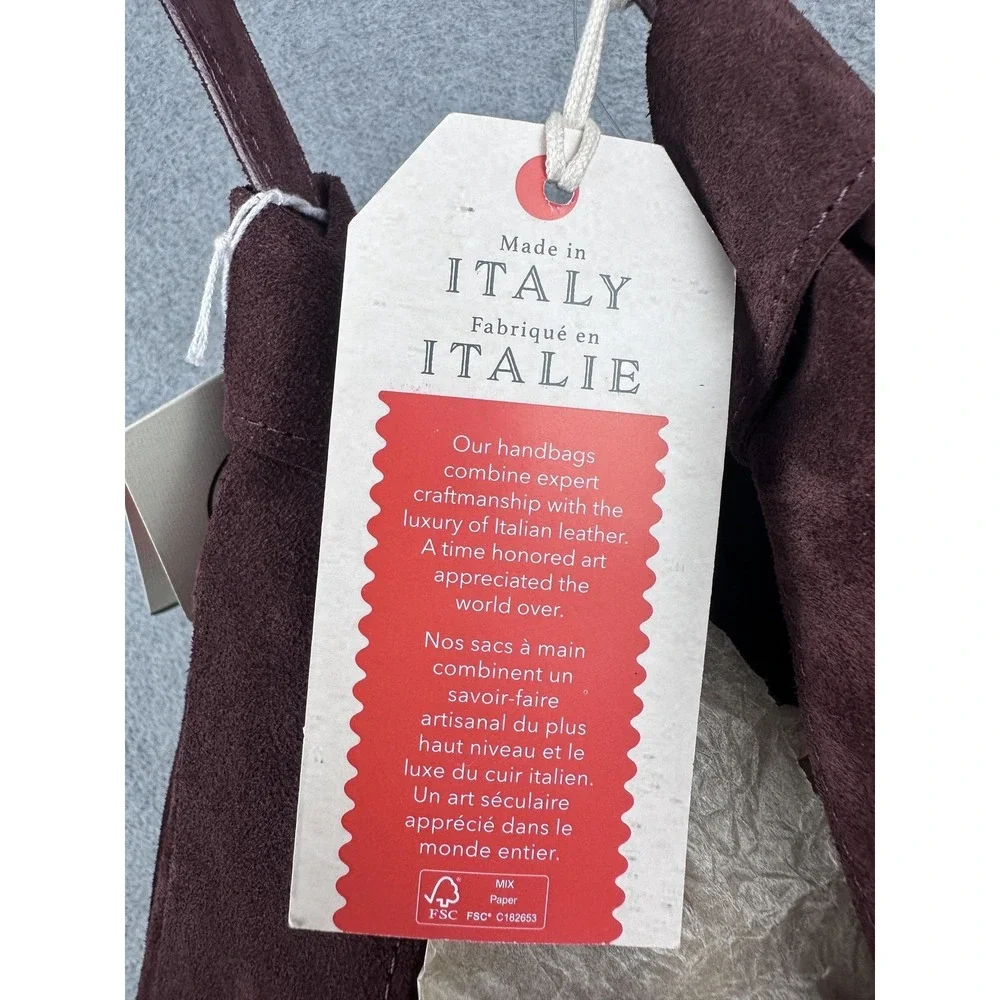 Made in
ITALY
Fabriqué en
ITALIE
Our handbags
combine expert
craftmanship with the
luxury of Italian leather.
A time honored art
appreciated the
world over.
Nos sacs à main
combinent un
savoir-faire
artisanal du plus
haut niveau et le
luxe du cuir italien.
Un art séculaire
apprécié dans le
monde entier.
MIX
Paper
FSC® FSC® C182653